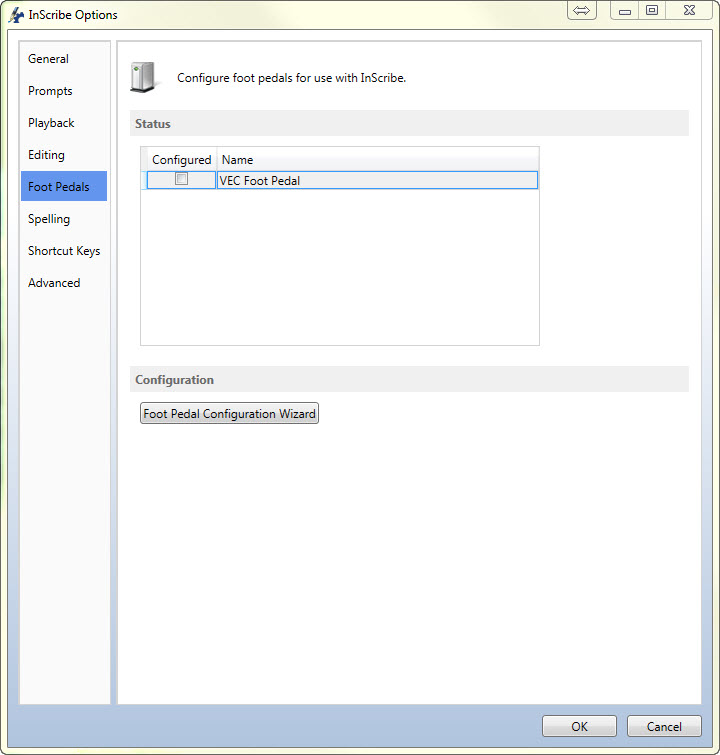 InScribe Options
General
Prompts
Playback
Editing
Foot Pedals
Spelling
Shortcut Keys
Advanced
Configure foot pedals for use with InScribe.
Status
Configured Name
VEC Foot Pedal
Configuration
Foot Pedal Configuration Wizard
OK Cancel